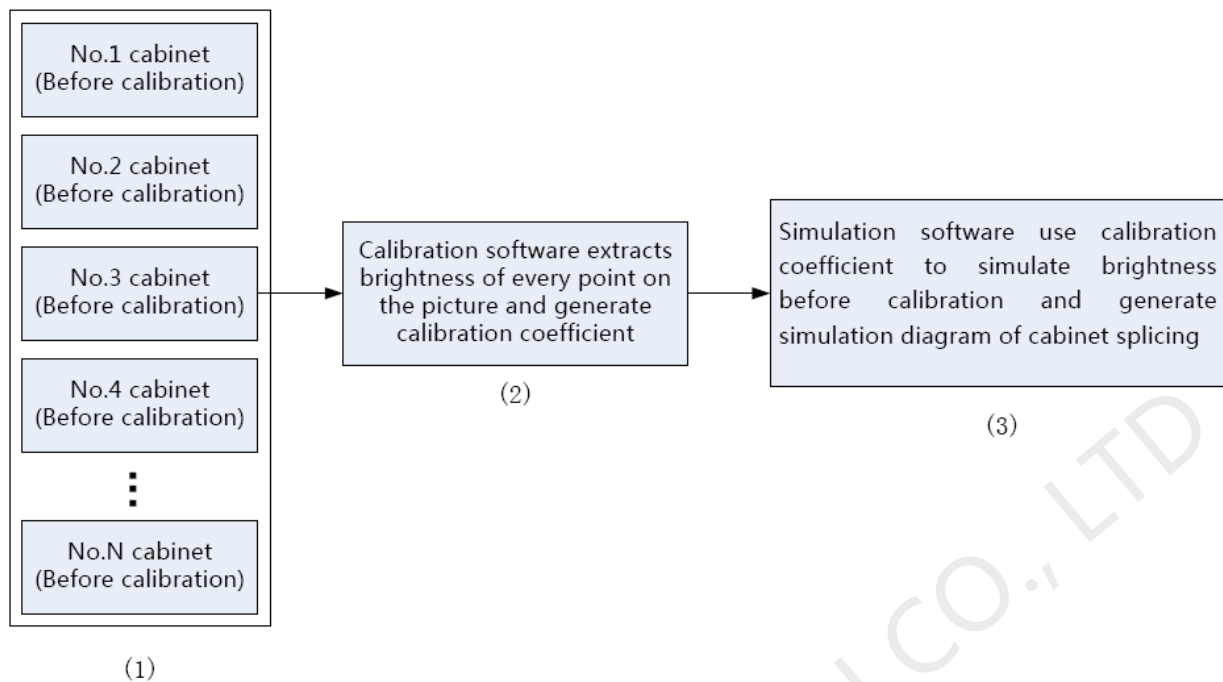 No.1 cabinet
(Before calibration)
No.2 cabinet
(Before calibration)
No.3 cabinet
(Before calibration)
No.4 cabinet
(Before calibration)
⋮
No.N cabinet
(Before calibration)
(1)
Calibration software extracts
brightness of every point on
the picture and generate
calibration coefficient
(2)
Simulation software use calibration
coefficient to simulate brightness
before calibration and generate
simulation diagram of cabinet splicing
(3)
CO., LTD